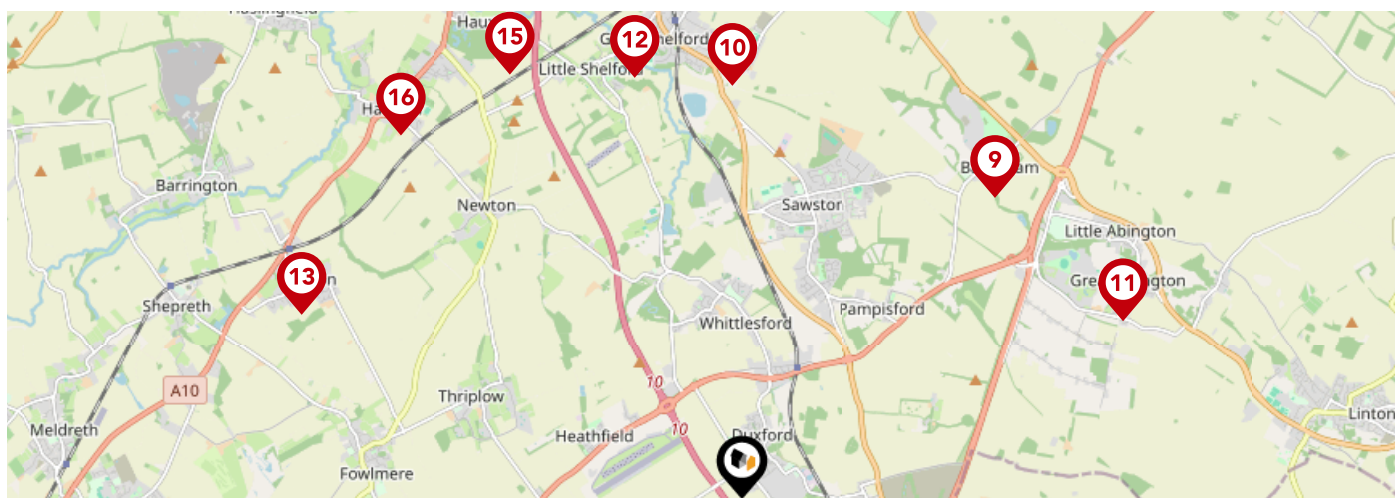 15
12
10
Little Shelford
16
9
Barrington
Newton
Sawston
Little Abington
13
11
Shepreth
Whittlesford
Pampisford
10
A10
Thriplow
Meldreth
Heathfield
10
Duxford
Linton
Fowlmere